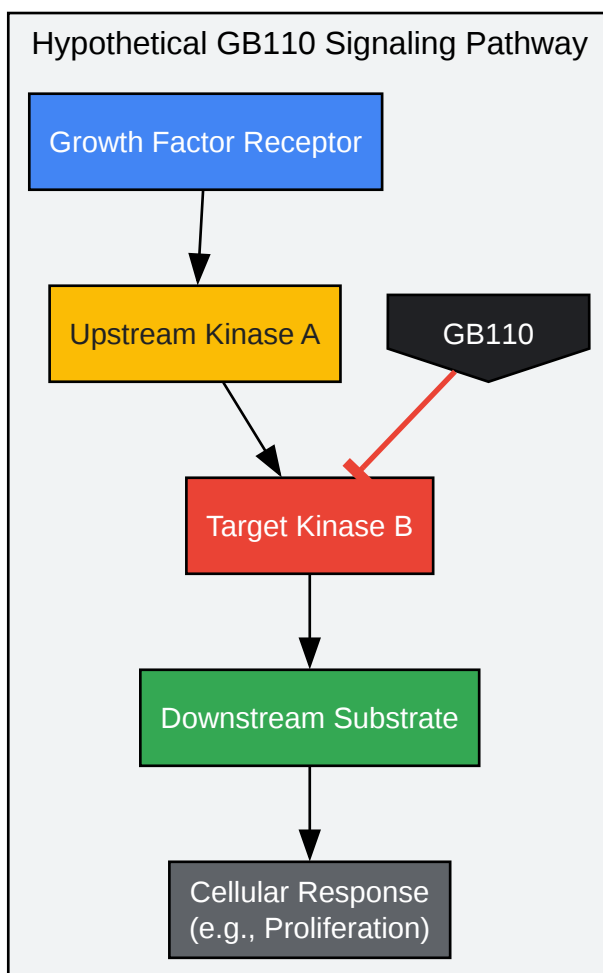 Hypothetical GB110 Signaling Pathway
Growth Factor Receptor
Upstream Kinase A
GB110
Target Kinase B
Downstream Substrate
Cellular Response
(e.g., Proliferation)